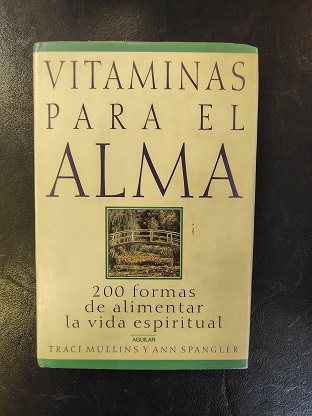 VITAMINAS
PARA EL
ALMA
200 formas
de alimentar
la vida espiritual
AGUILAR
TRACI MULLINS Y ANN SPANGLER